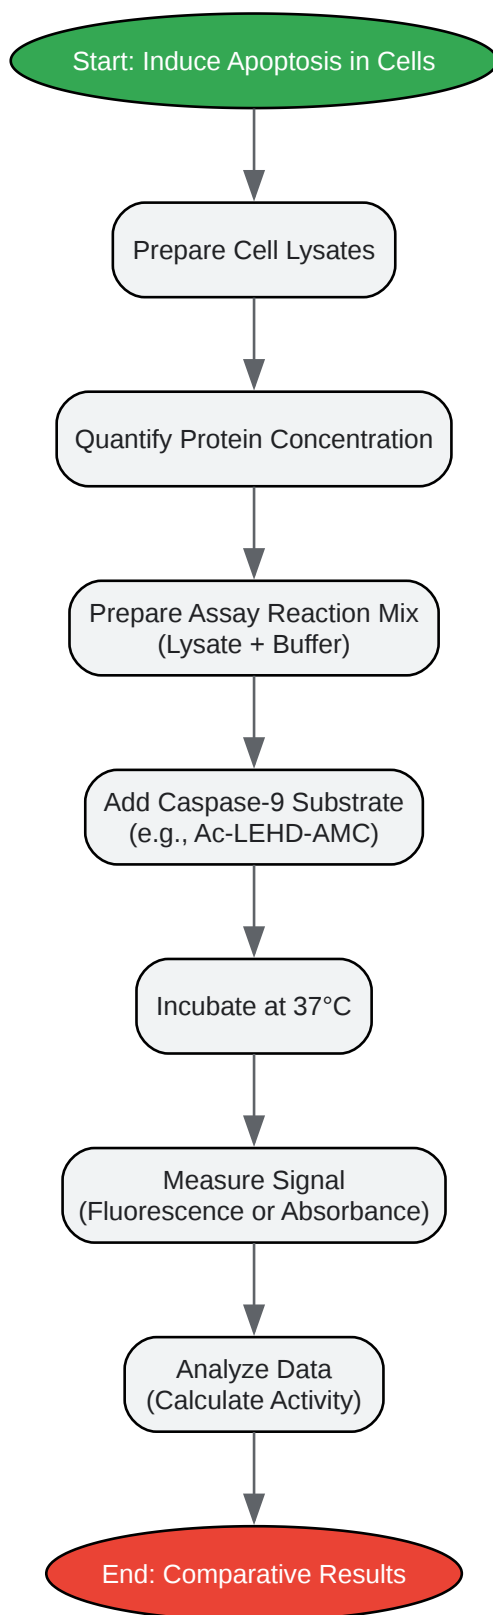 Start: Induce Apoptosis in Cells
Prepare Cell Lysates
Quantify Protein Concentration
Prepare Assay Reaction Mix
(Lysate + Buffer)
Add Caspase-9 Substrate
(e.g., Ac-LEHD-AMC)
Incubate at 37°C
Measure Signal
(Fluorescence or Absorbance)
Analyze Data
(Calculate Activity)
End: Comparative Results